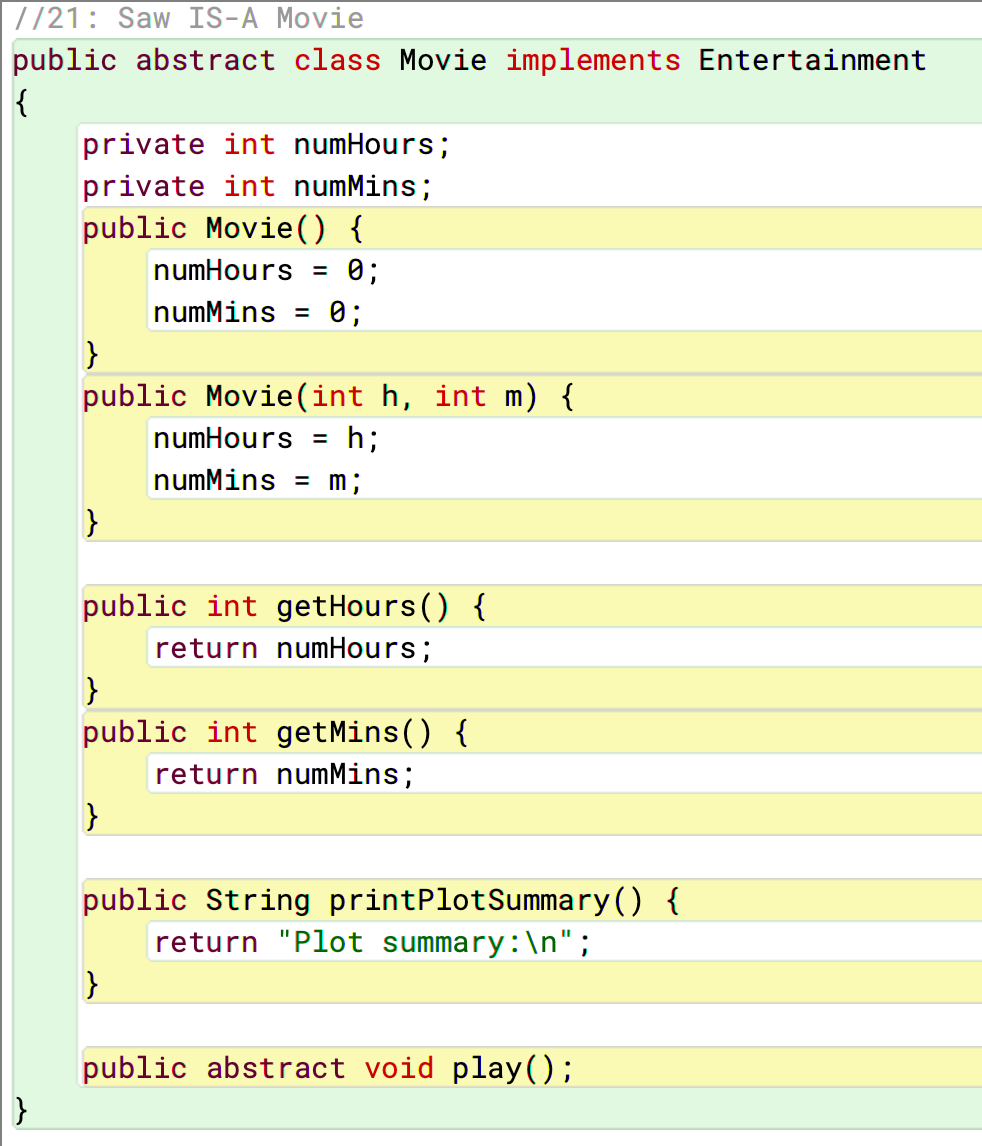 //21: Saw IS-A Movie
public abstract class Movie implements Entertainment
{
    private int numHours;
    private int numMins;
    public Movie() {
        numHours = 0;
        numMins = 0;
    }
    public Movie(int h, int m) {
        numHours = h;
        numMins = m;
    }

    public int getHours() {
        return numHours;
    }
    public int getMins() {
        return numMins;
    }

    public String printPlotSummary() {
        return "Plot summary:\n";
    }

    public abstract void play();
}